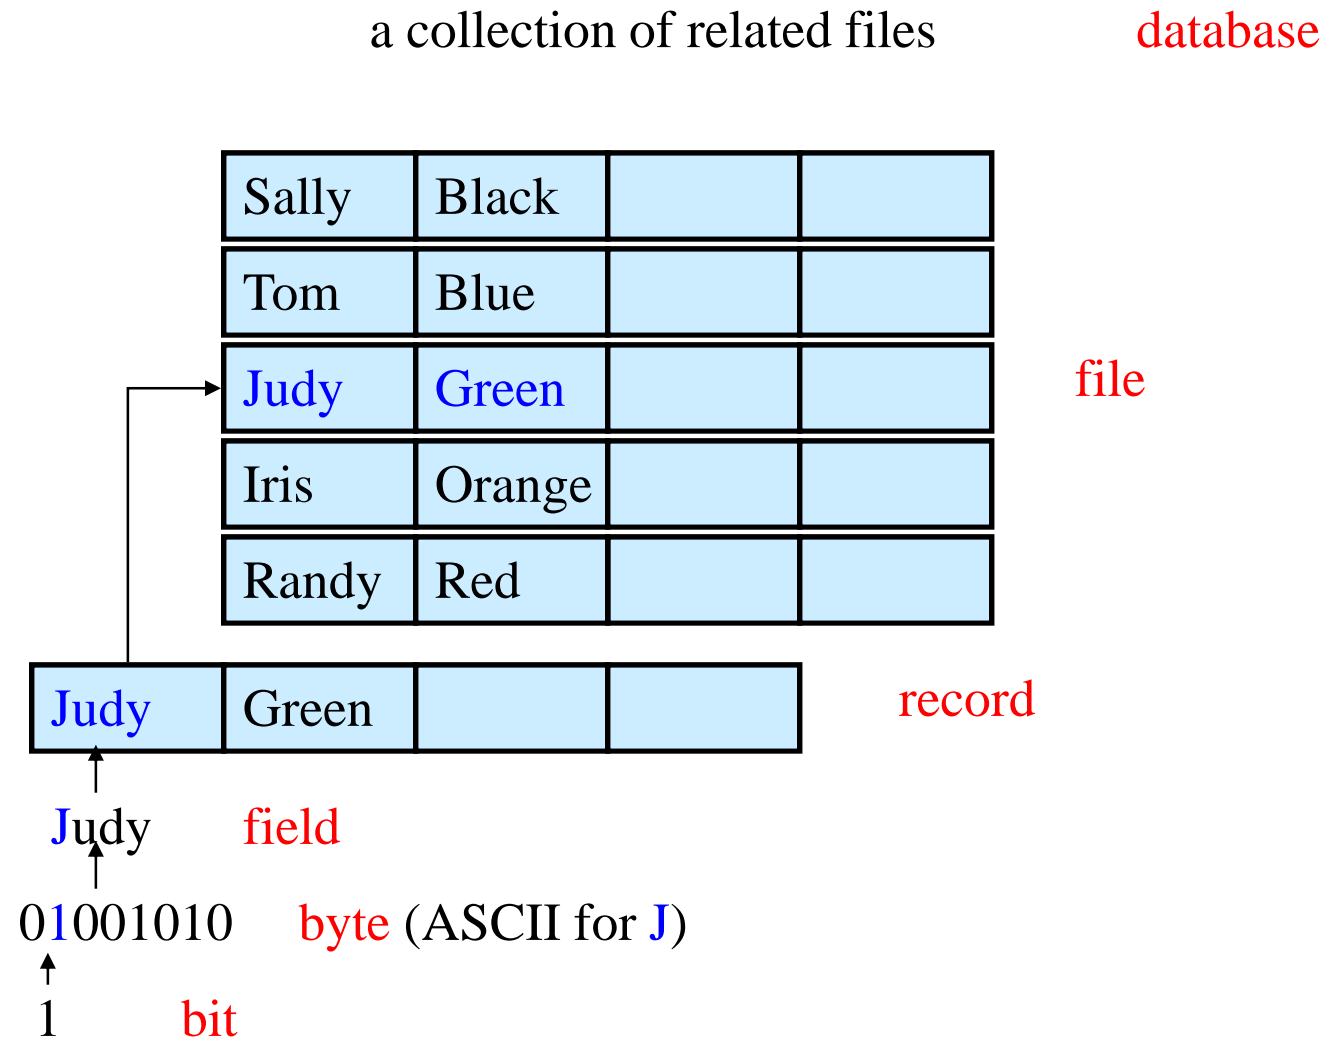 a collection of related files database
Sally Black
Tom Blue
Judy Green
file
Iris Orange
Randy Red
Judy Green record
Judy field
01001010 byte (ASCII for J)
1 bit